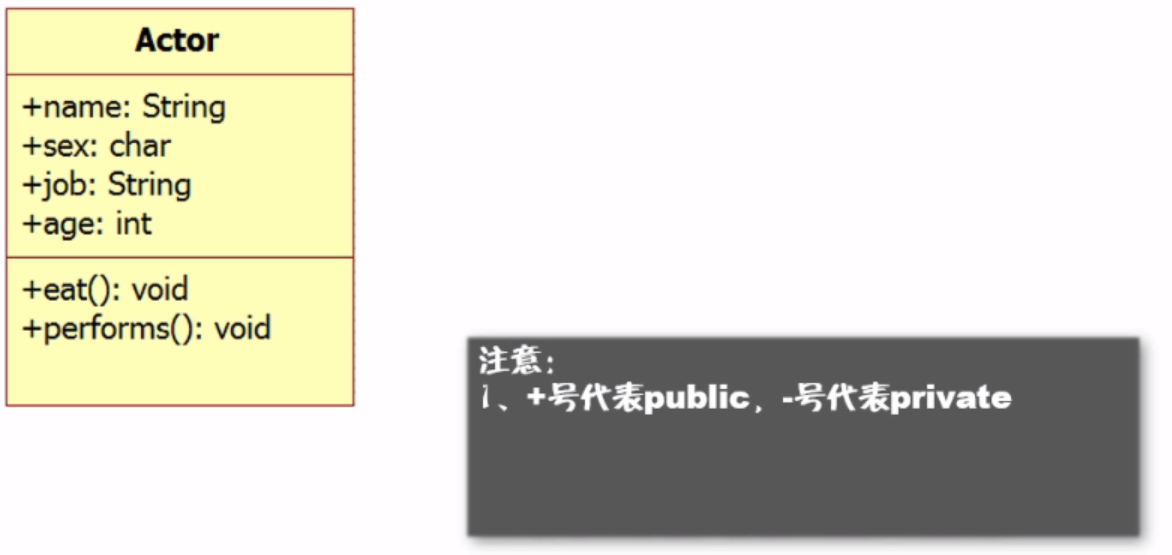 Actor
+name: String
+sex: char
+job: String
+age: int
+eat(): void
+performs(): void
注意：
1、+号代表public，-号代表private